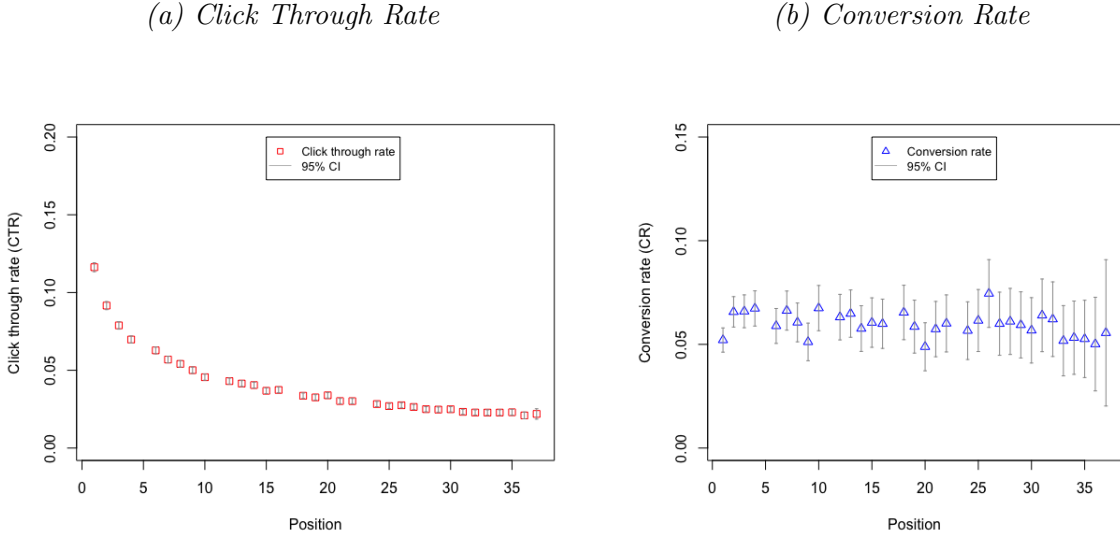 (a) Click Through Rate
(b) Conversion Rate
Click through rate
95% CI
Click through rate (CTR)
0.20
0.15
0.10
0.05
0.00
0 5 10 15 20 25 30 35
Position
Conversion rate
95% CI
Conversion rate (CR)
0.15
0.10
0.05
0.00
0 5 10 15 20 25 30 35
Position